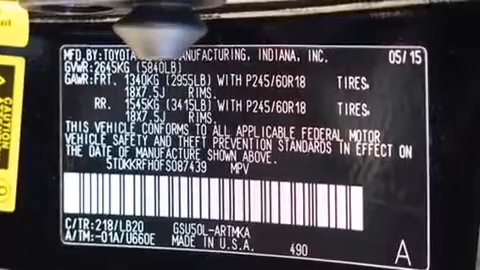 MFD.BY:TOYOTA MANUFACTURING, INDIANA, INC. 05/15
GVWR:2645KG (5840LB)
GAWR:FRT. 1340KG (2955LB) WITH P245/60R18 TIRES,
18X7.5J RIMS,
RR. 1545KG (3415LB) WITH P245/60R18 TIRES,
18X7.5J RIMS.
THIS VEHICLE CONFORMS TO ALL APPLICABLE FEDERAL MOTOR
VEHICLE SAFETY AND THEFT PREVENTION STANDARDS IN EFFECT ON
THE DATE OF MANUFACTURE SHOWN ABOVE.
5TDKKRFH0FS087439 MPV
C/TR:218/LB20 GSU50L-ARTMKA
A/TM:-01A/U660E MADE IN U.S.A. 490
A
CAUTION